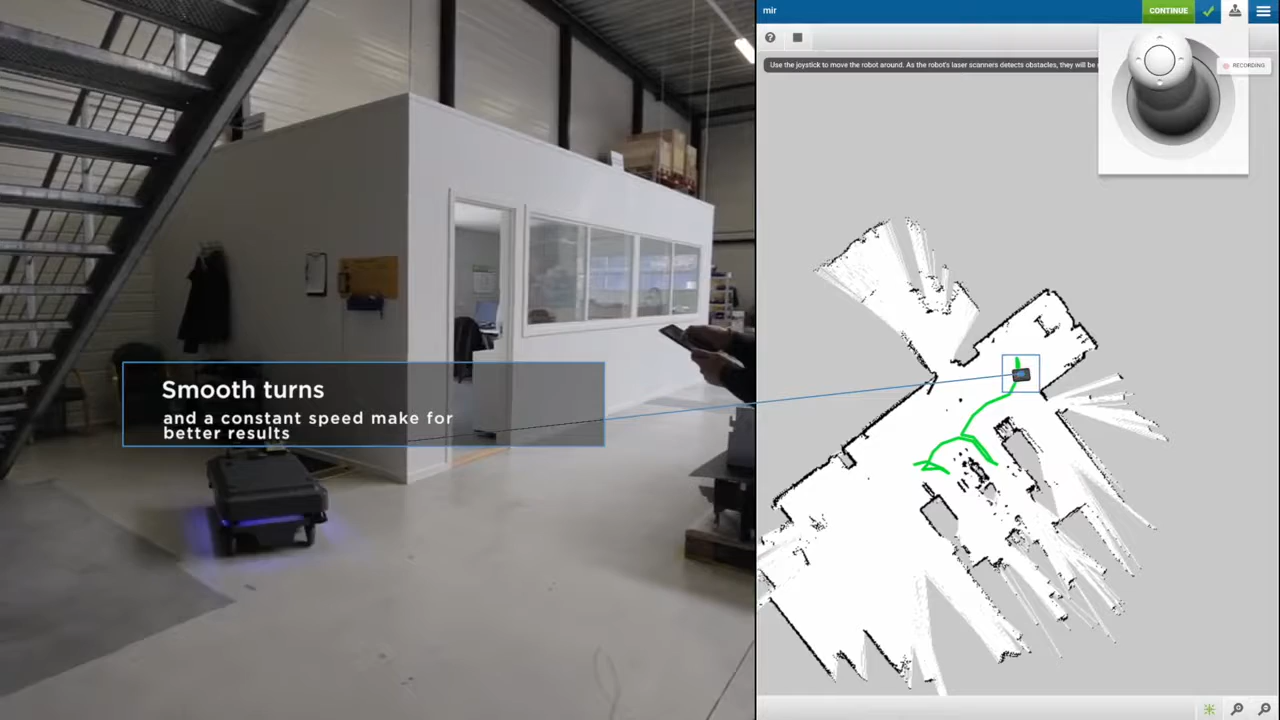 mir
CONTINUE
Use the joystick to move the robot around. As the robot's laser scanners detects obstacles, they will be
RECORDING
Smooth turns
and a constant speed make for
better results